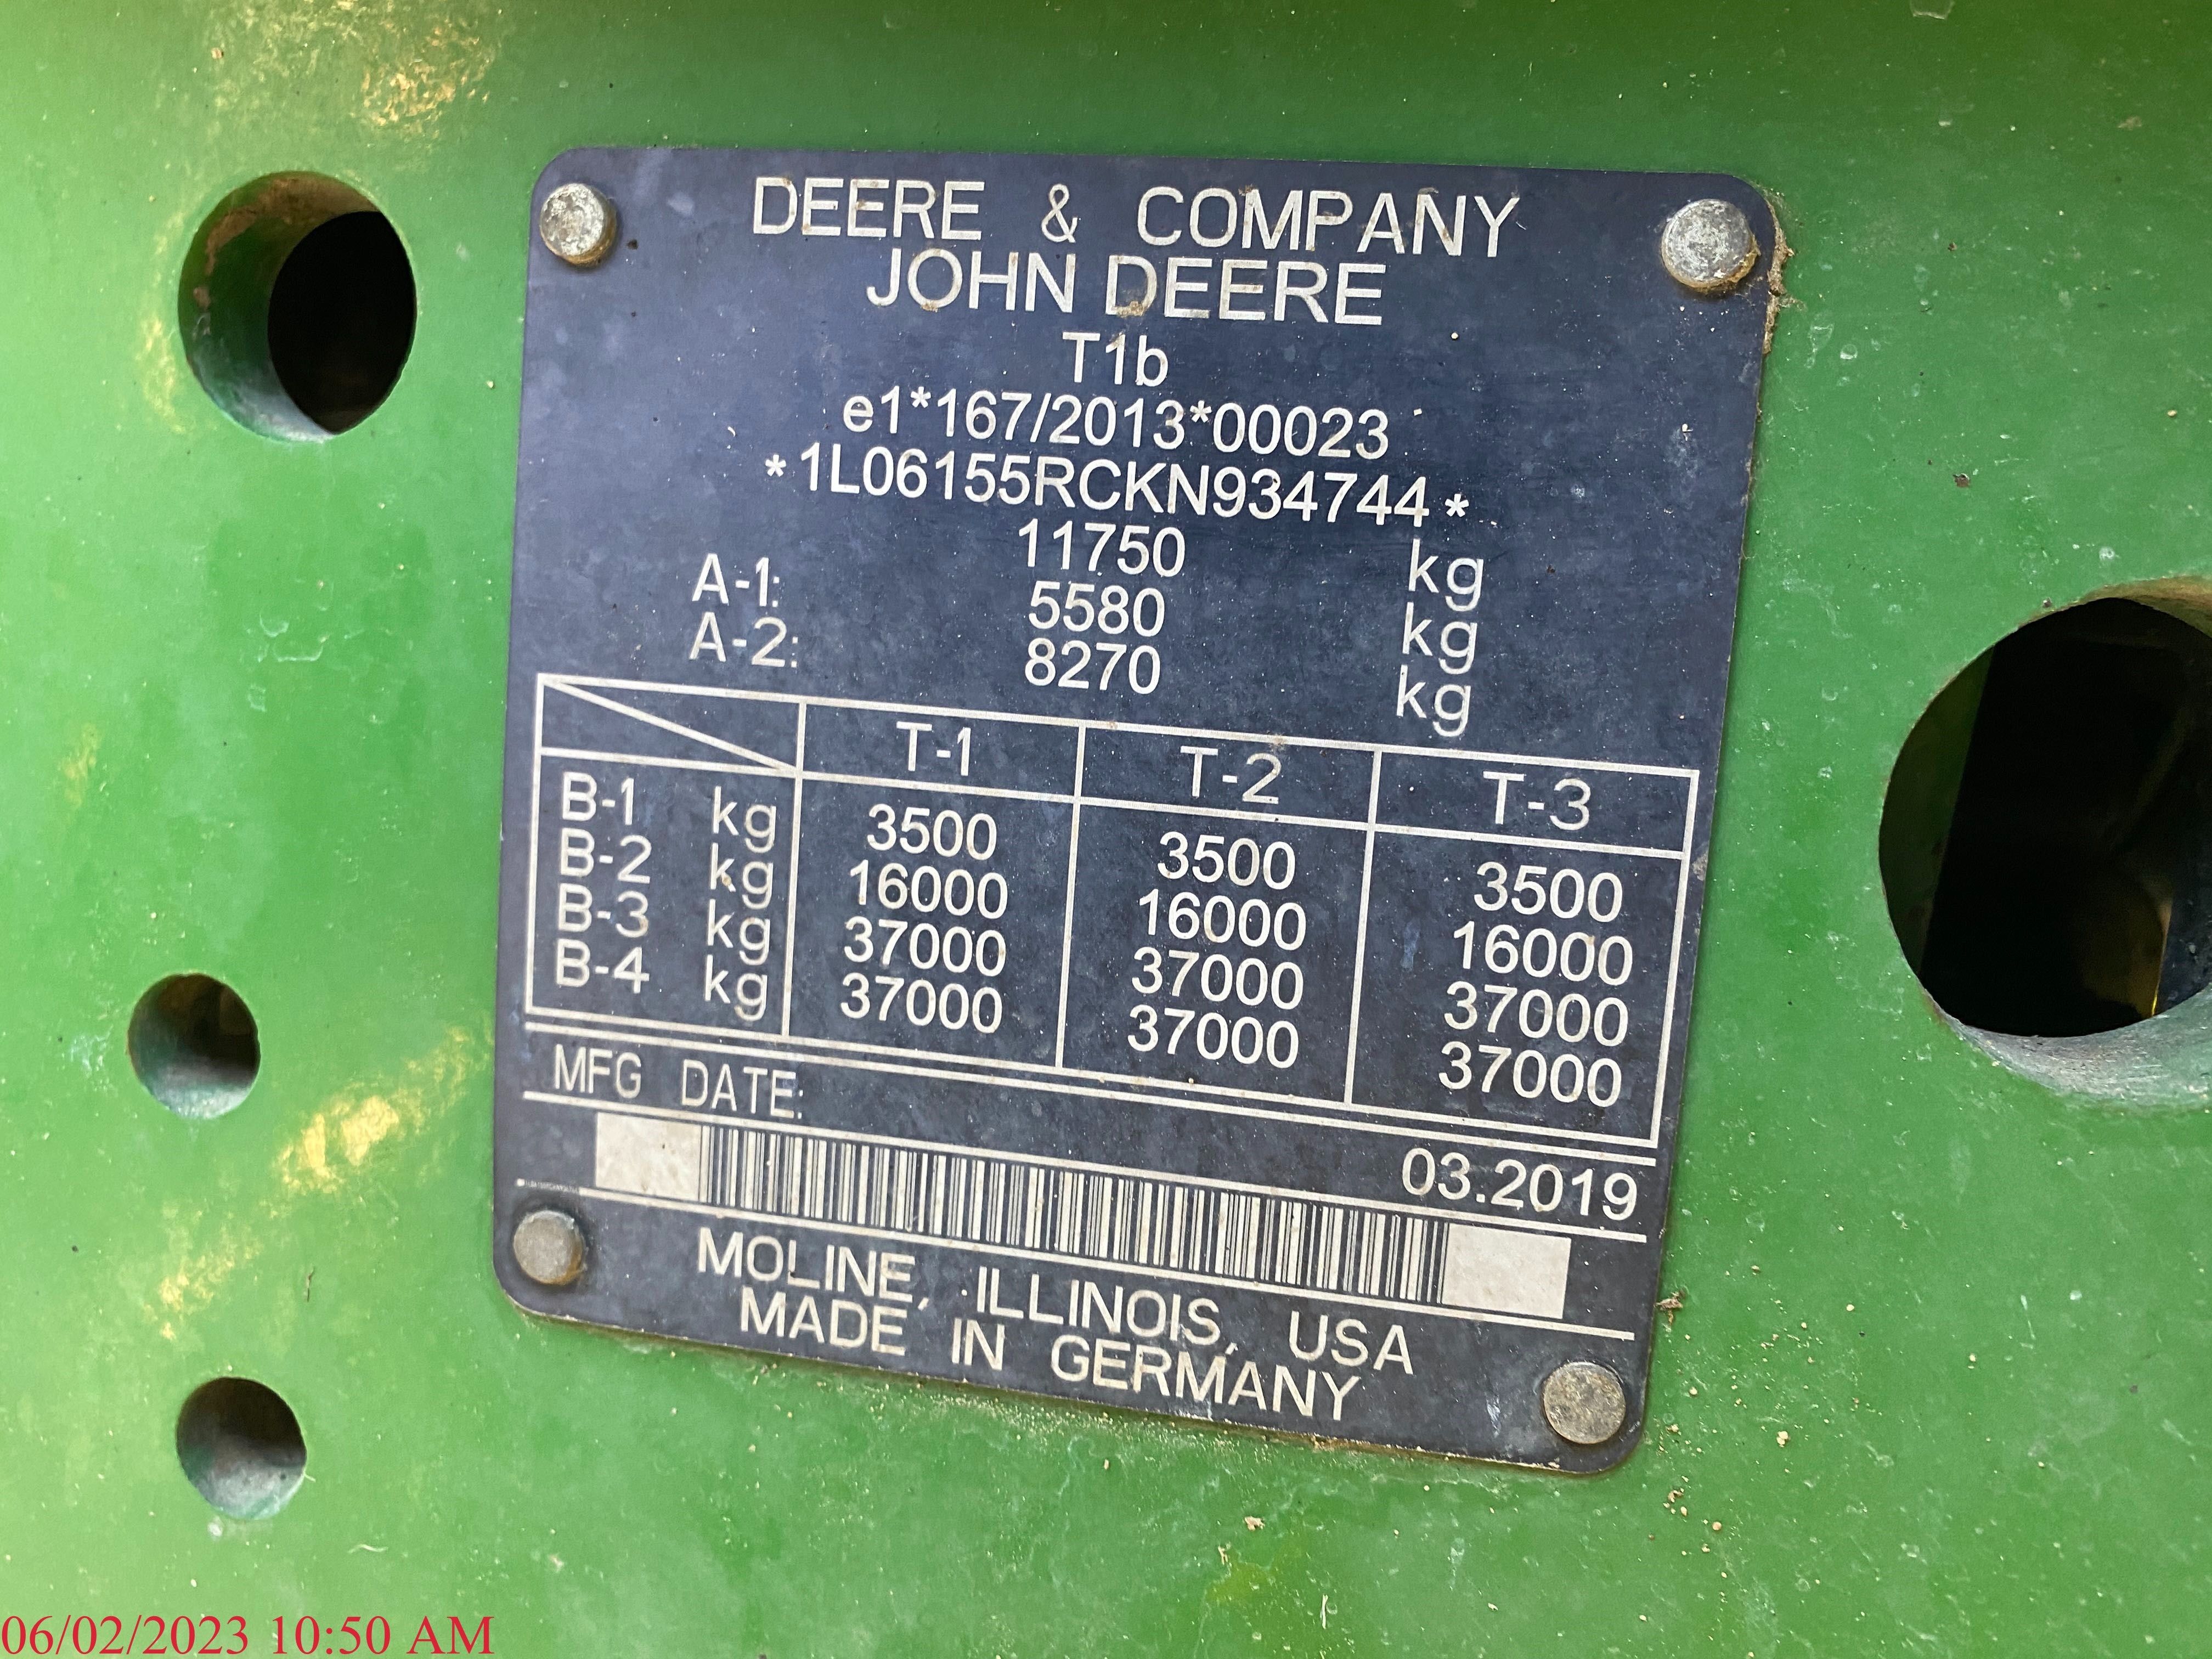 DEERE & COMPANY
JOHN DEERE
T1b
e1*167/2013*00023
*1L06155RCKN934744*
11750 kg
A-1: 5580 kg
A-2: 8270 kg
T-1 T-2 T-3
B-1 kg 3500 3500 3500
B-2 kg 16000 16000 16000
B-3 kg 37000 37000 37000
B-4 kg 37000 37000 37000
MFG DATE: 03.2019
MOLINE, ILLINOIS, USA
MADE IN GERMANY
06/02/2023 10:50 AM